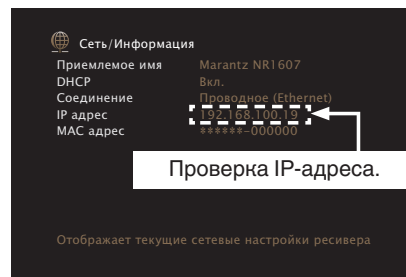 Сеть/Информация
Приемлемое имя Marantz NR1607
DHCP Вкл.
Соединение Проводное (Ethernet)
IP адрес 192.168.100.19
MAC адрес ******-000000
Проверка IP-адреса.
Отображает текущие сетевые настройки ресивера